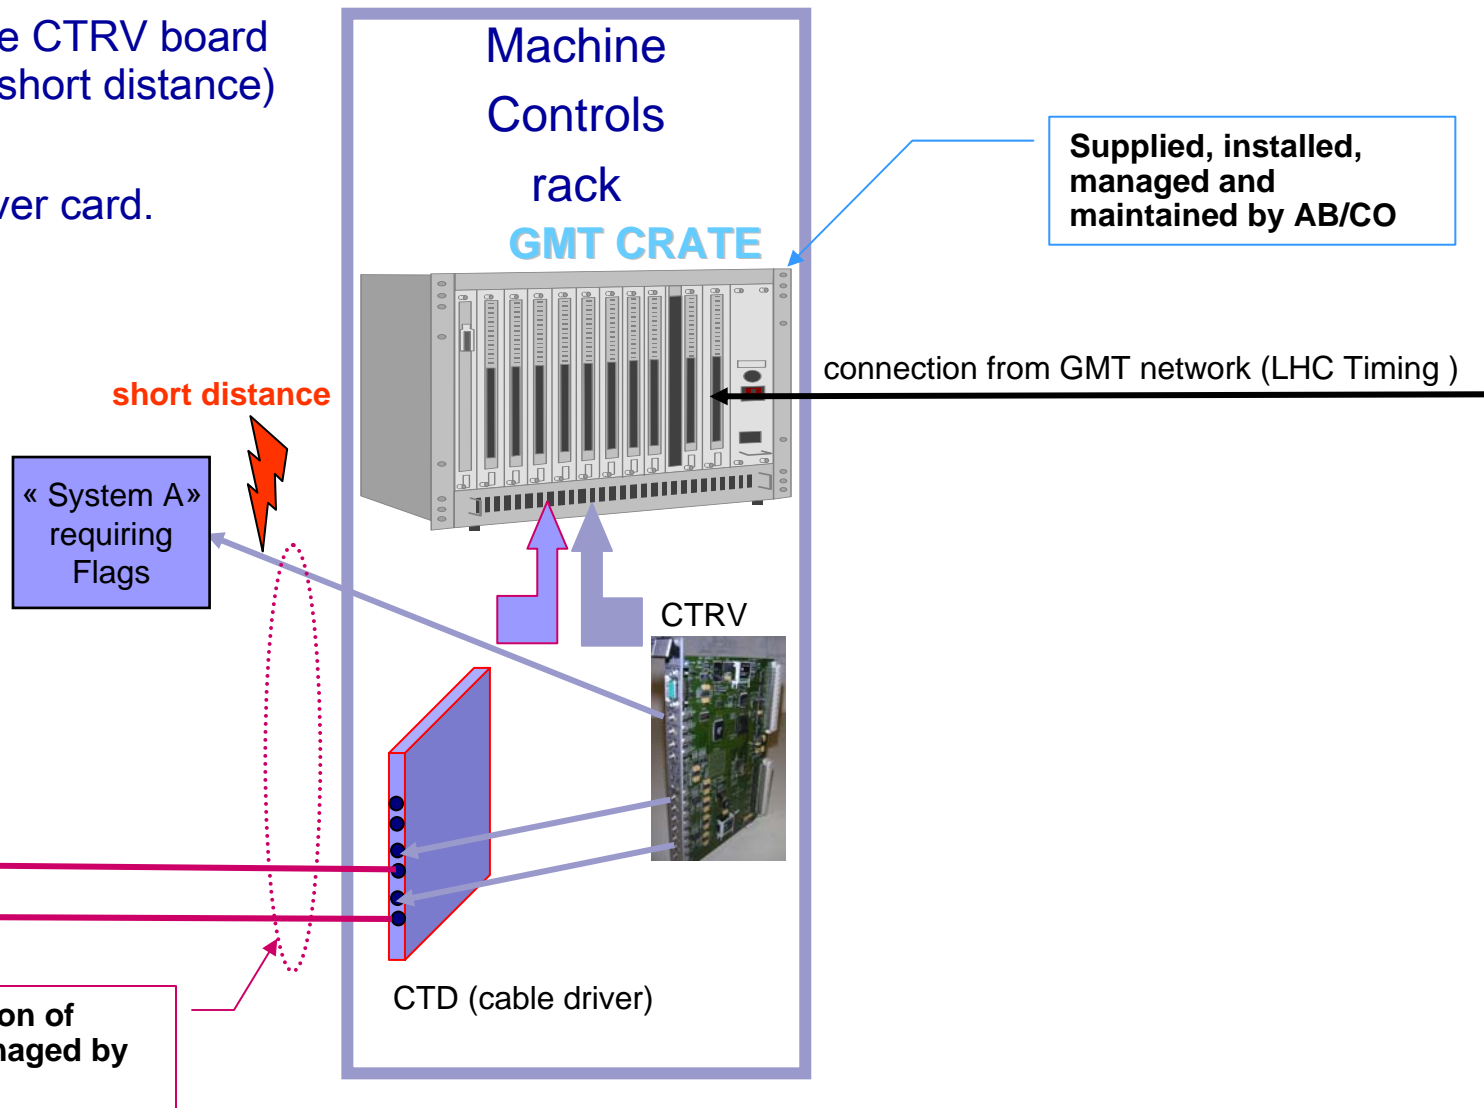 e CTRV board
short distance)
ver card.
Machine
Controls
rack
GMT CRATE
Supplied, installed,
managed and
maintained by AB/CO
connection from GMT network (LHC Timing )
short distance
« System A»
requiring
Flags
CTRV
CTD (cable driver)
on of
naged by